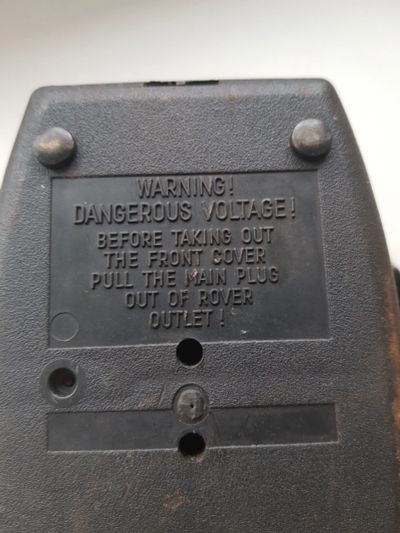 WARNING!
DANGEROUS VOLTAGE!
BEFORE TAKING OUT
THE FRONT COVER
PULL THE MAIN PLUG
OUT OF ROVER
OUTLET!